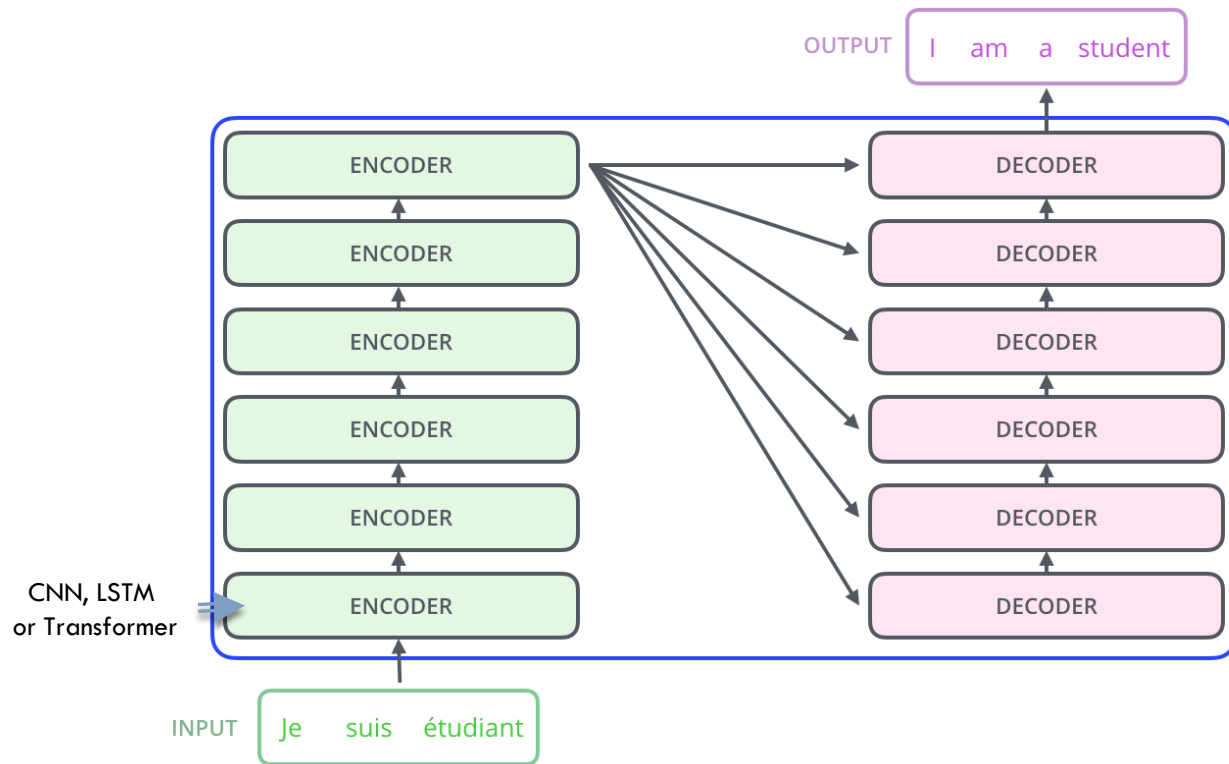 OUTPUT I am a student
ENCODER DECODER
ENCODER DECODER
ENCODER DECODER
ENCODER DECODER
ENCODER DECODER
CNN, LSTM
or Transformer
ENCODER DECODER
INPUT Je suis étudiant